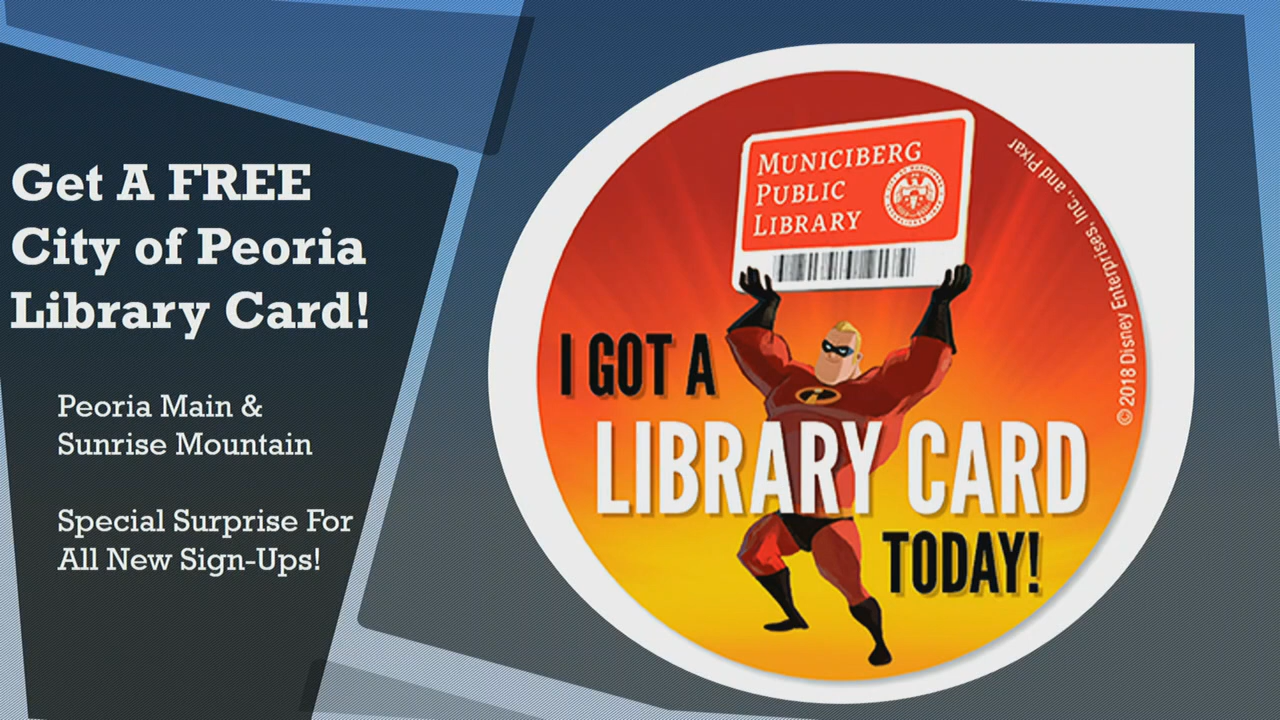 Get A FREE
City of Peoria
Library Card!
Peoria Main &
Sunrise Mountain
Special Surprise For
All New Sign-Ups!
MUNICIBERG
PUBLIC
LIBRARY
I GOT A
LIBRARY CARD
TODAY!
© 2018 Disney Enterprises, Inc., and Pixar